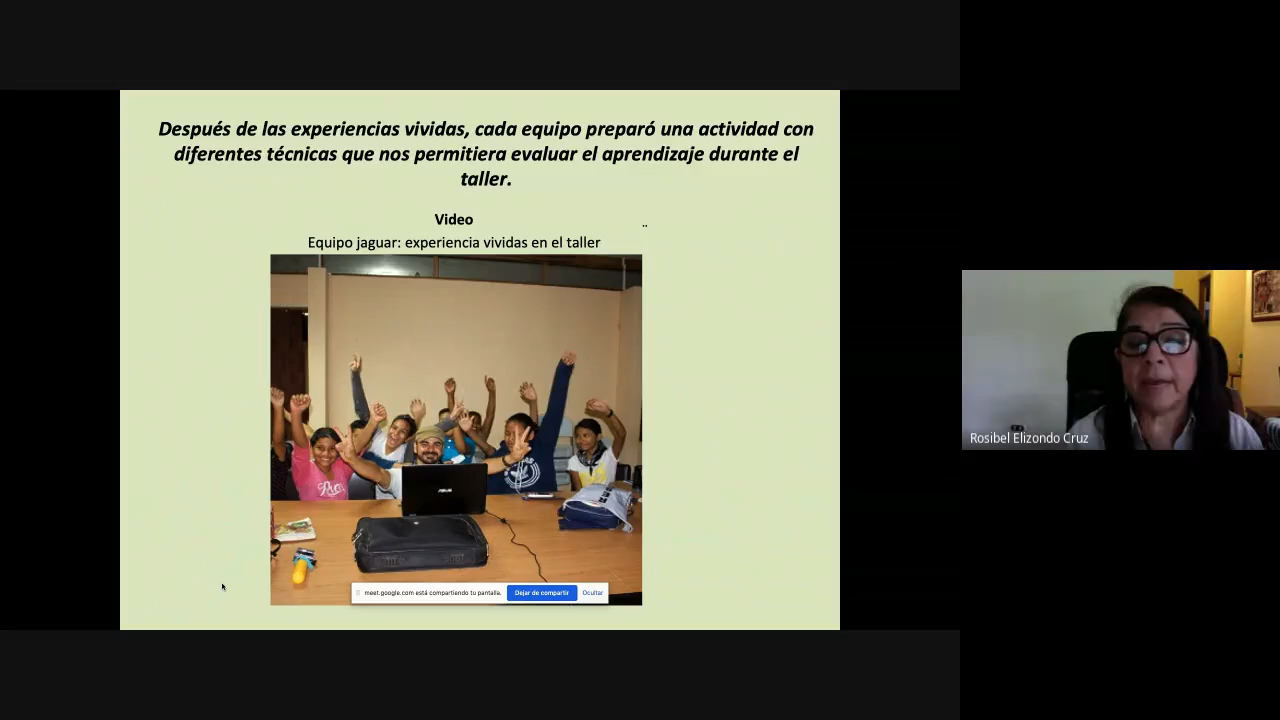 Después de las experiencias vividas, cada equipo preparó una actividad con
diferentes técnicas que nos permitiera evaluar el aprendizaje durante el
taller.
Video
..
Equipo jaguar: experiencia vividas en el taller
ASUS
meet.google.com está compartiendo tu pantalla.
Dejar de compartir
Ocultar
Rosibel Elizondo Cruz